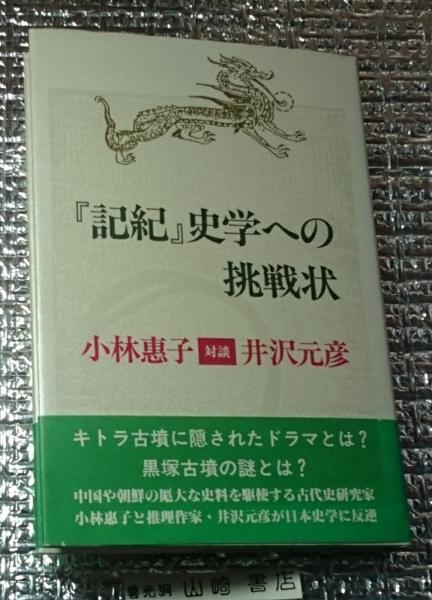 『記紀』史学への
挑戦状
小林惠子 対談 井沢元彦
キトラ古墳に隠されたドラマとは?
黒塚古墳の謎とは?
中国や朝鮮の厖大な史料を駆使する古代史研究家
小林惠子と推理作家・井沢元彦が日本史学に反逆
善光洞 山崎書店